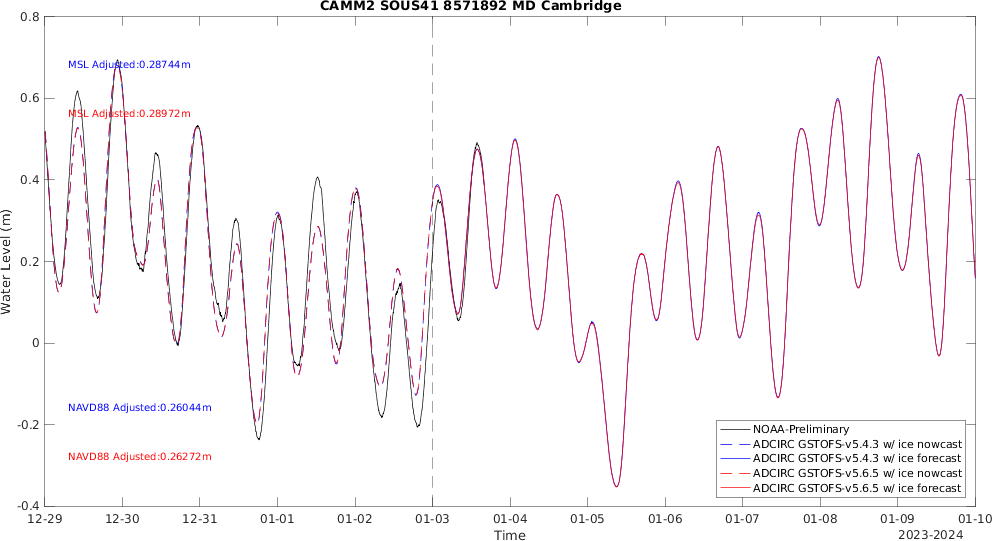 CAMM2 SOUS41 8571892 MD Cambridge
0.8
0.6
0.4
0.2
0
-0.2
-0.4
Water Level (m)
MSL Adjusted:0.28744m
MSL Adjusted:0.28972m
NAVD88 Adjusted:0.26044m
NAVD88 Adjusted:0.26272m
NOAA-Preliminary
ADCIRC GSTOFS-v5.4.3 w/ ice nowcast
ADCIRC GSTOFS-v5.4.3 w/ ice forecast
ADCIRC GSTOFS-v5.6.5 w/ ice nowcast
ADCIRC GSTOFS-v5.6.5 w/ ice forecast
12-29 12-30 12-31 01-01 01-02 01-03 01-04 01-05 01-06 01-07 01-08 01-09 01-10
Time
2023-2024